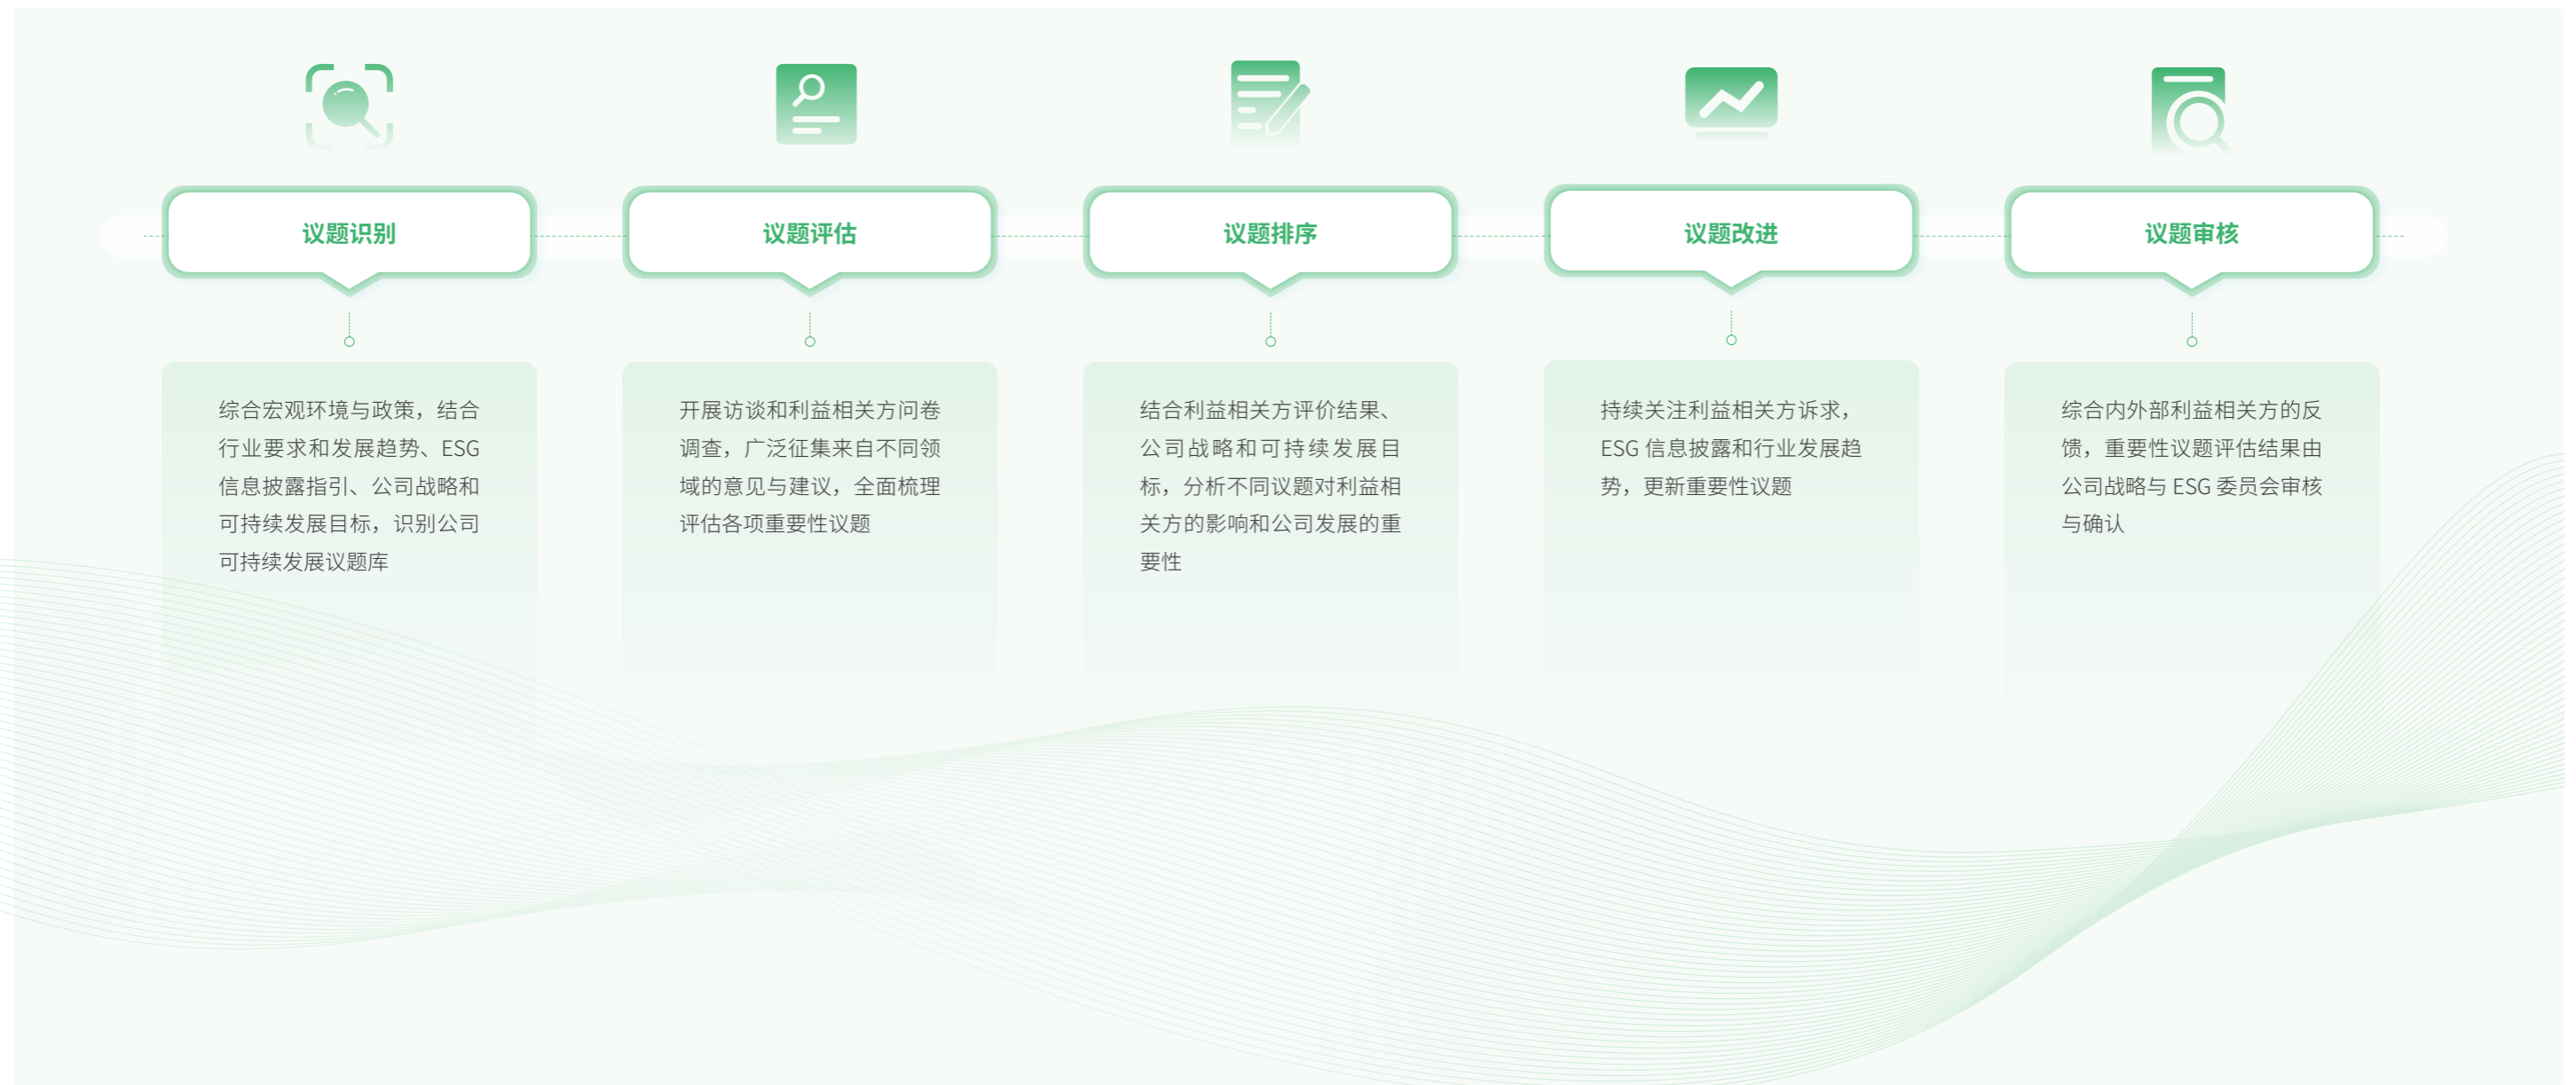 议题识别
综合宏观环境与政策，结合
行业要求和发展趋势、ESG
信息披露指引、公司战略和
可持续发展目标，识别公司
可持续发展议题库
议题评估
开展访谈和利益相关方问卷
调查，广泛征集来自不同领
域的意见与建议，全面梳理
评估各项重要性议题
议题排序
结合利益相关方评价结果、
公司战略和可持续发展目
标，分析不同议题对利益相
关方的影响和公司发展的重
要性
议题改进
持续关注利益相关方诉求，
ESG 信息披露和行业发展趋
势，更新重要性议题
议题审核
综合内外部利益相关方的反
馈，重要性议题评估结果由
公司战略与 ESG 委员会审核
与确认